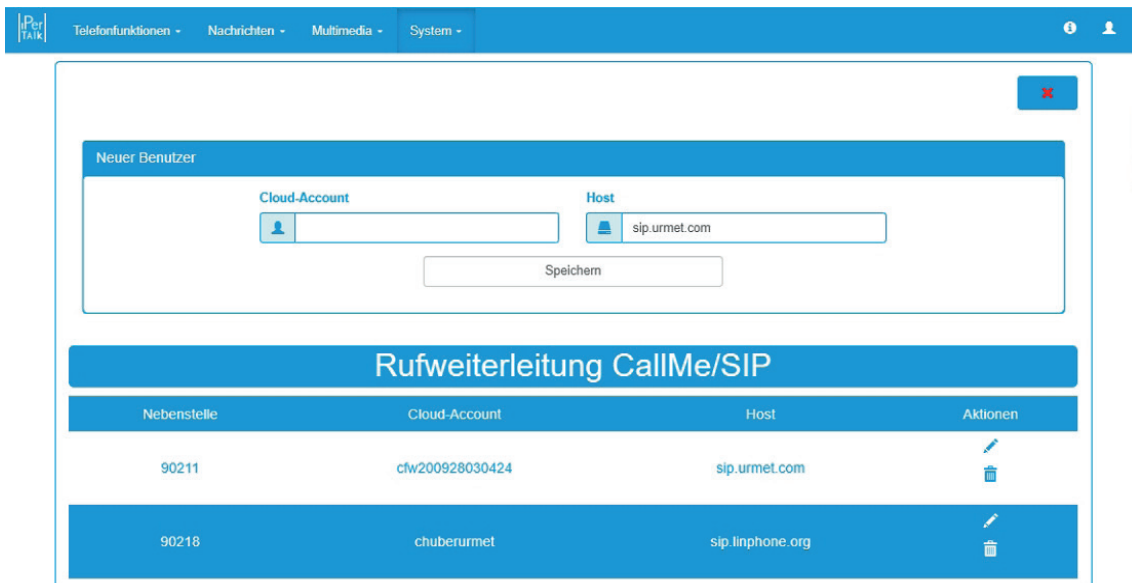 iPer
TAlk
Telefonfunktionen Nachrichten Multimedia System
Neuer Benutzer
Cloud-Account Host
sip.urmet.com
Speichern
Rufweiterleitung CallMe/SIP
Nebenstelle Cloud-Account Host Aktionen
90211 cfw200928030424 sip.urmet.com
90218 chuberurmet sip.linphone.org